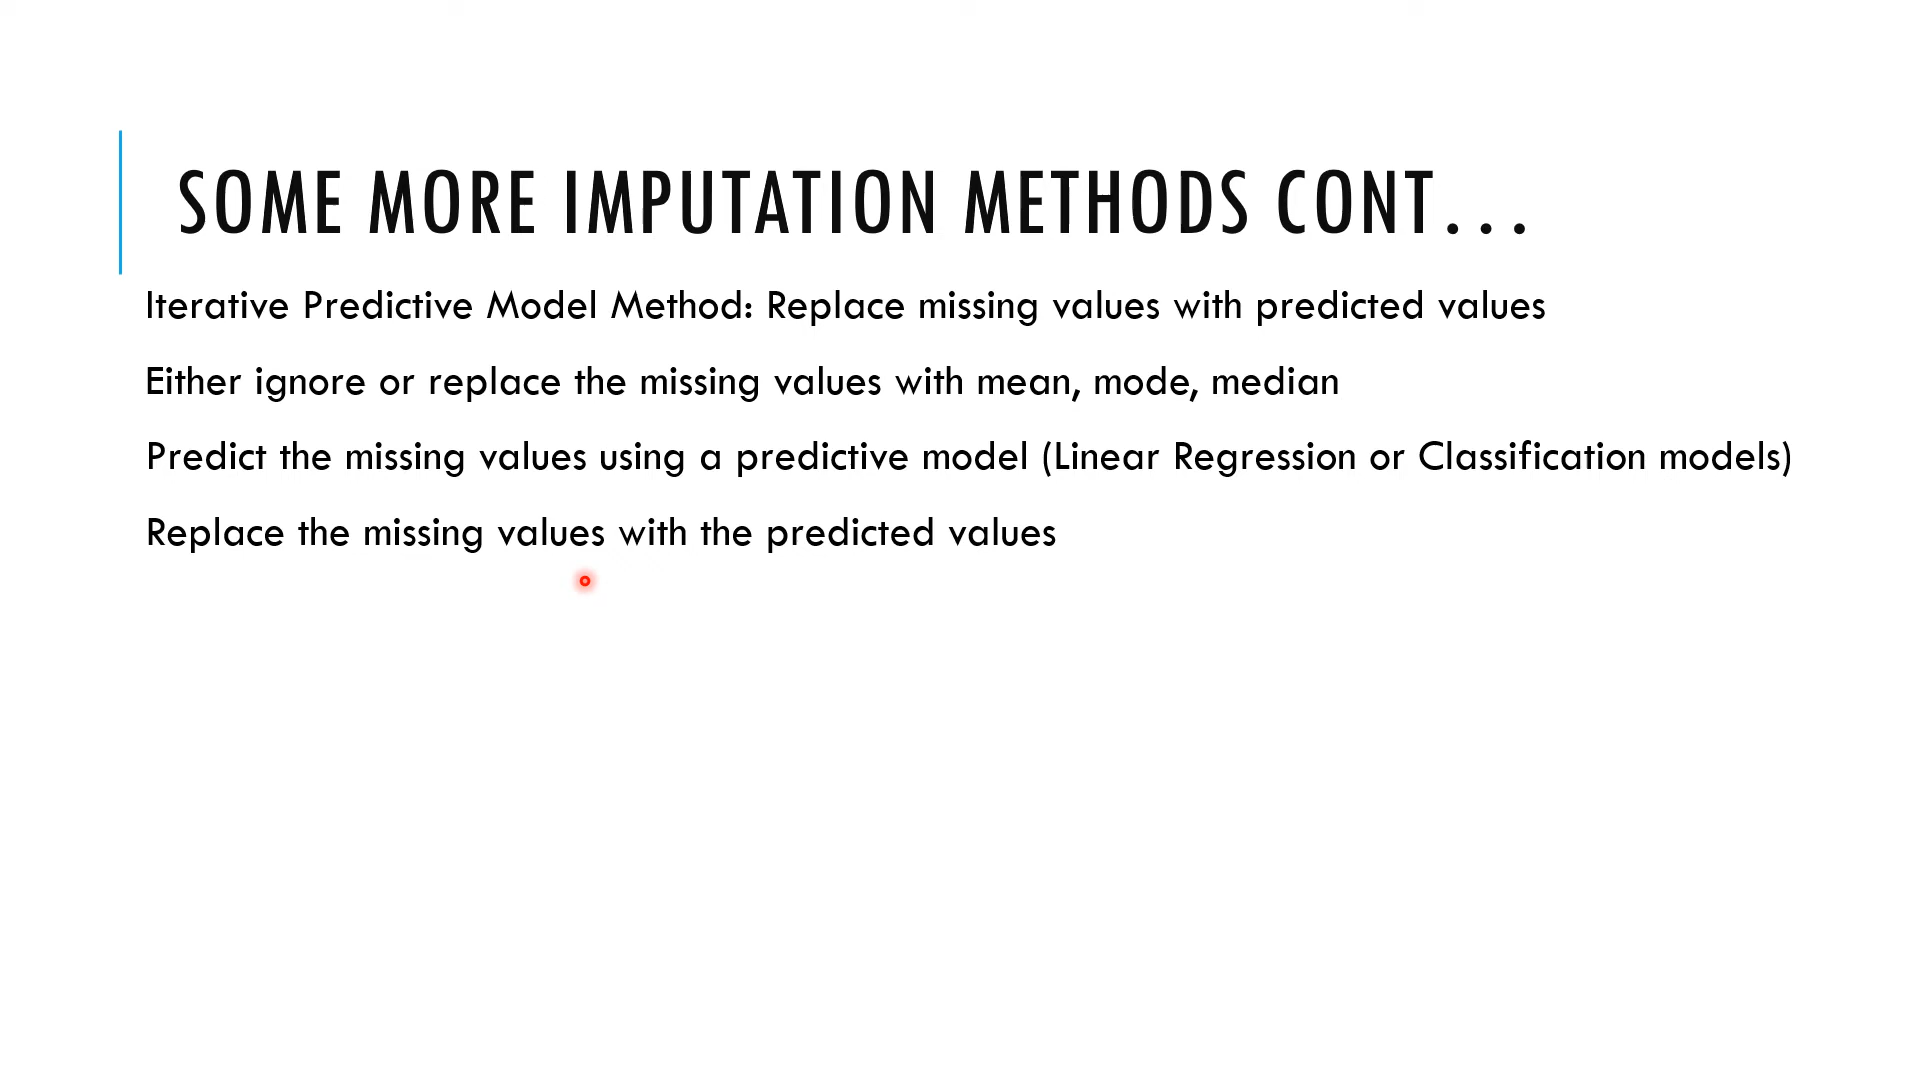 SOME MORE IMPUTATION METHODS CONT...
Iterative Predictive Model Method: Replace missing values with predicted values
Either ignore or replace the missing values with mean, mode, median
Predict the missing values using a predictive model (Linear Regression or Classification models)
Replace the missing values with the predicted values